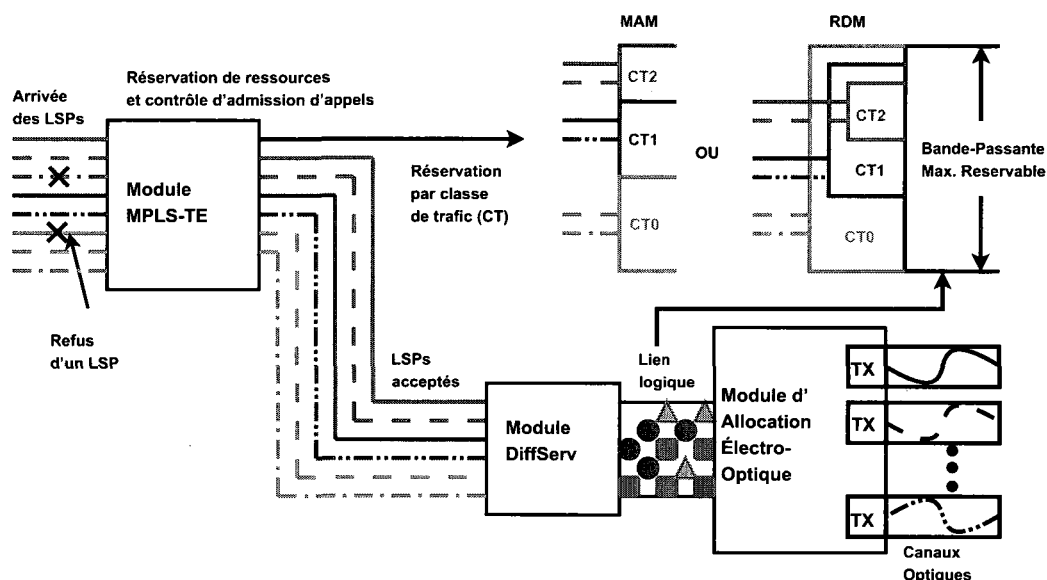 MAM
RDM
Réservation de ressources
et contrôle d'admission d'appels
Arrivée
des LSPs
CT2
CT2
CT1
OU
CT1
Bande-Passante
Max. Reservable
Module
MPLS-TE
Réservation
par classe
de trafic (CT)
CT0
CT0
Refus
d'un LSP
LSPs
acceptés
Lien
logique
Module d'
Allocation
Électro-
Optique
TX
TX
Module
DiffServ
TX
Canaux
Optiques